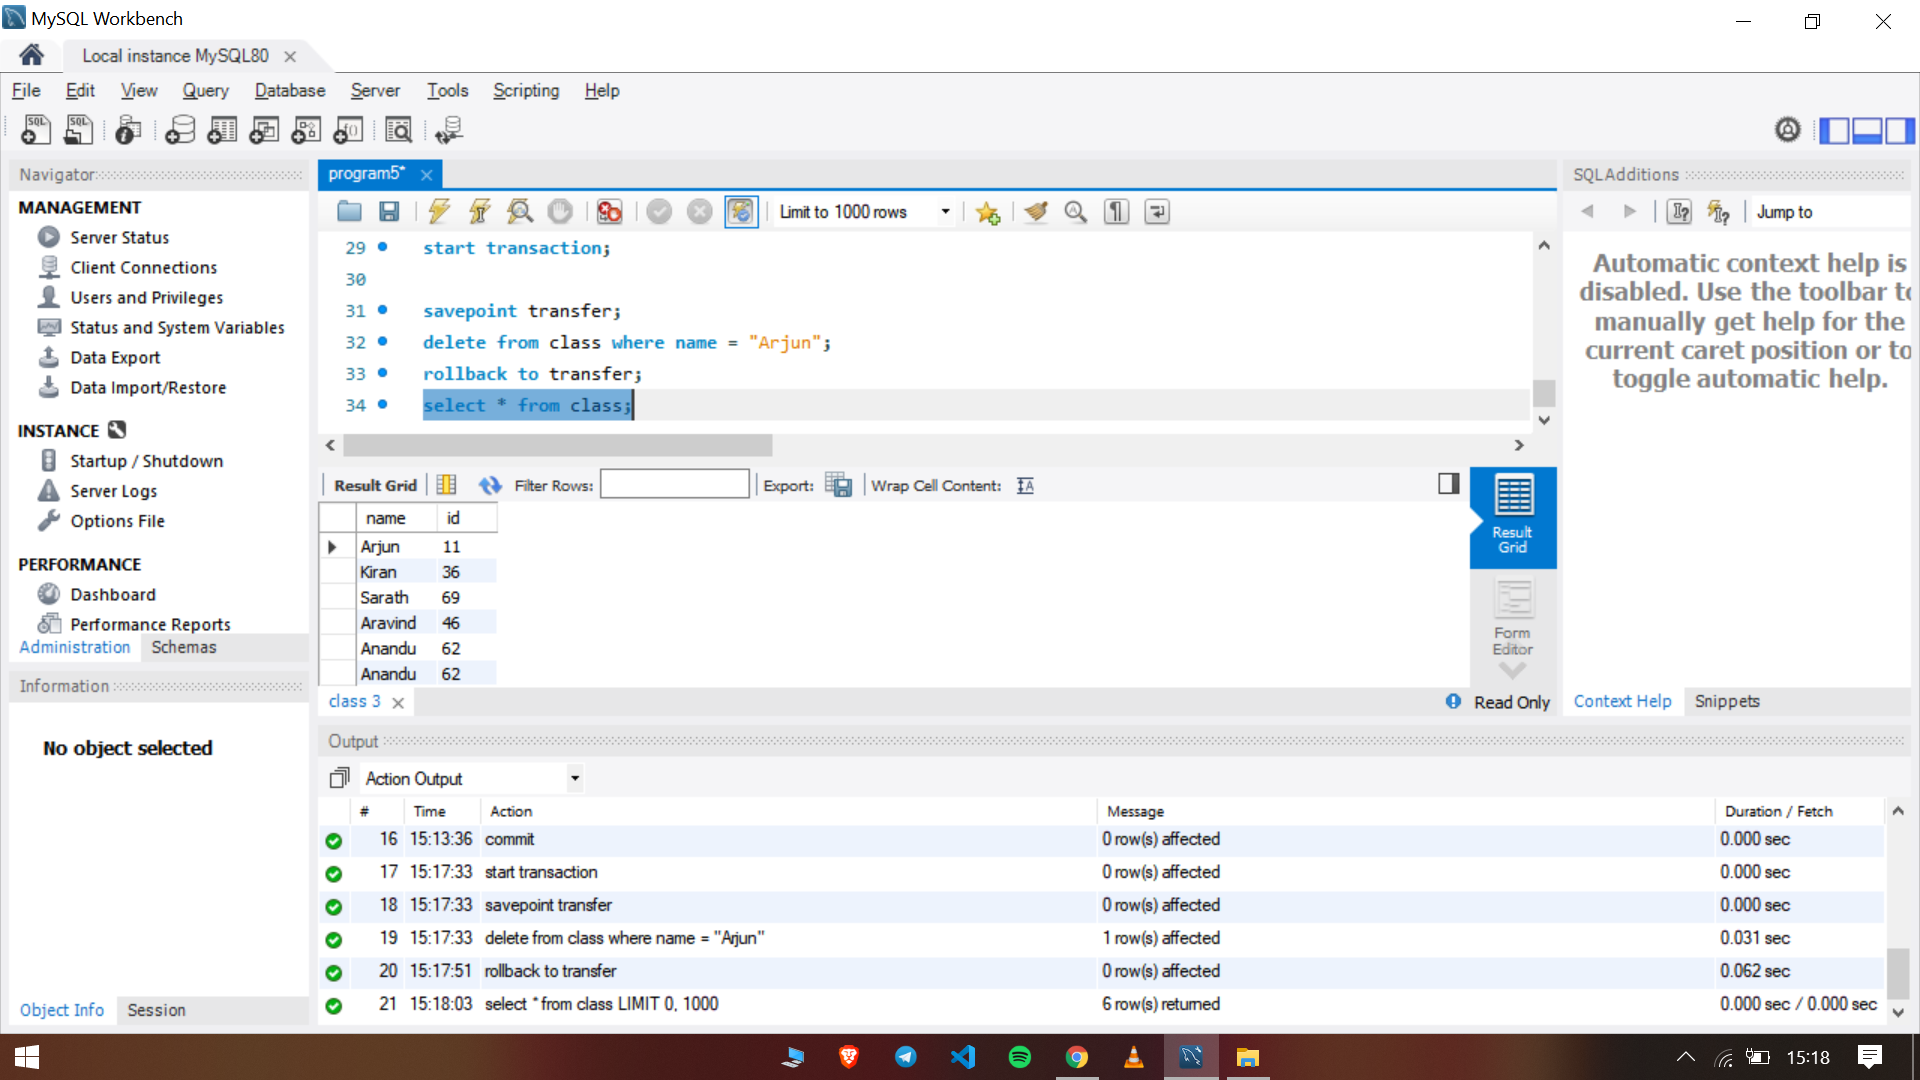 MySQL Workbench
Local instance MySQL80
File Edit View Query Database Server Tools Scripting Help
Navigator
MANAGEMENT
Server Status
Client Connections
Users and Privileges
Status and System Variables
Data Export
Data Import/Restore
INSTANCE
Startup / Shutdown
Server Logs
Options File
PERFORMANCE
Dashboard
Performance Reports
Administration Schemas
Information
No object selected
Object Info Session
program5*
Limit to 1000 rows
29 start transaction;
30
31 savepoint transfer;
32 delete from class where name = "Arjun";
33 rollback to transfer;
34 select * from class;
Result Grid Filter Rows: Export: Wrap Cell Content:
name id
Arjun 11
Kiran 36
Sarath 69
Aravind 46
Anandu 62
Anandu 62
Result
Grid
Form
Editor
class 3
Read Only
SQLAdditions
Jump to
Automatic context help is
disabled. Use the toolbar to
manually get help for the
current caret position or to
toggle automatic help.
Context Help Snippets
Output
Action Output
# Time Action Message Duration / Fetch
16 15:13:36 commit 0 row(s) affected 0.000 sec
17 15:17:33 start transaction 0 row(s) affected 0.000 sec
18 15:17:33 savepoint transfer 0 row(s) affected 0.000 sec
19 15:17:33 delete from class where name = "Arjun" 1 row(s) affected 0.031 sec
20 15:17:51 rollback to transfer 0 row(s) affected 0.062 sec
21 15:18:03 select * from class LIMIT 0, 1000 6 row(s) returned 0.000 sec / 0.000 sec
15:18